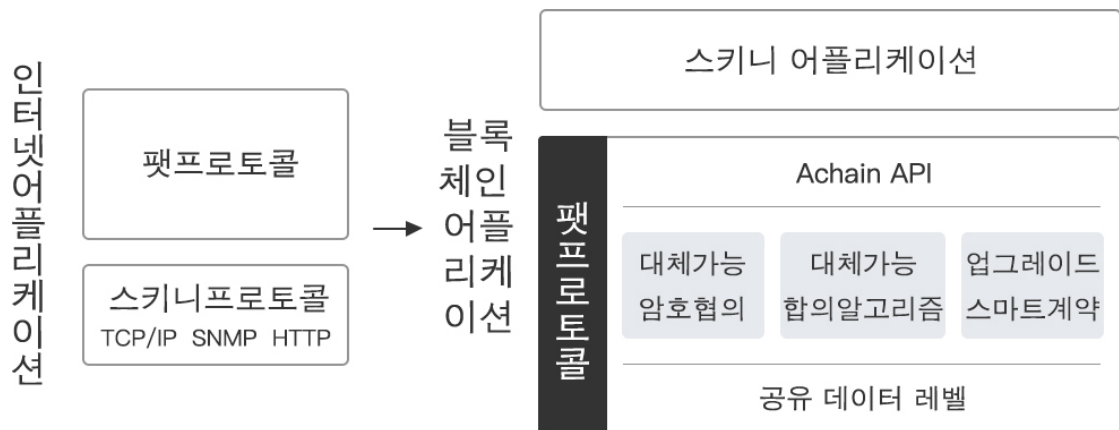 인터넷어플리케이션
팻프로토콜
스키니프로토콜
TCP/IP SNMP HTTP
블록
체인
어플
리케
이션
스키니 어플리케이션
팻프로토콜
Achain API
대체가능
암호협의
대체가능
합의알고리즘
업그레이드
스마트계약
공유 데이터 레벨